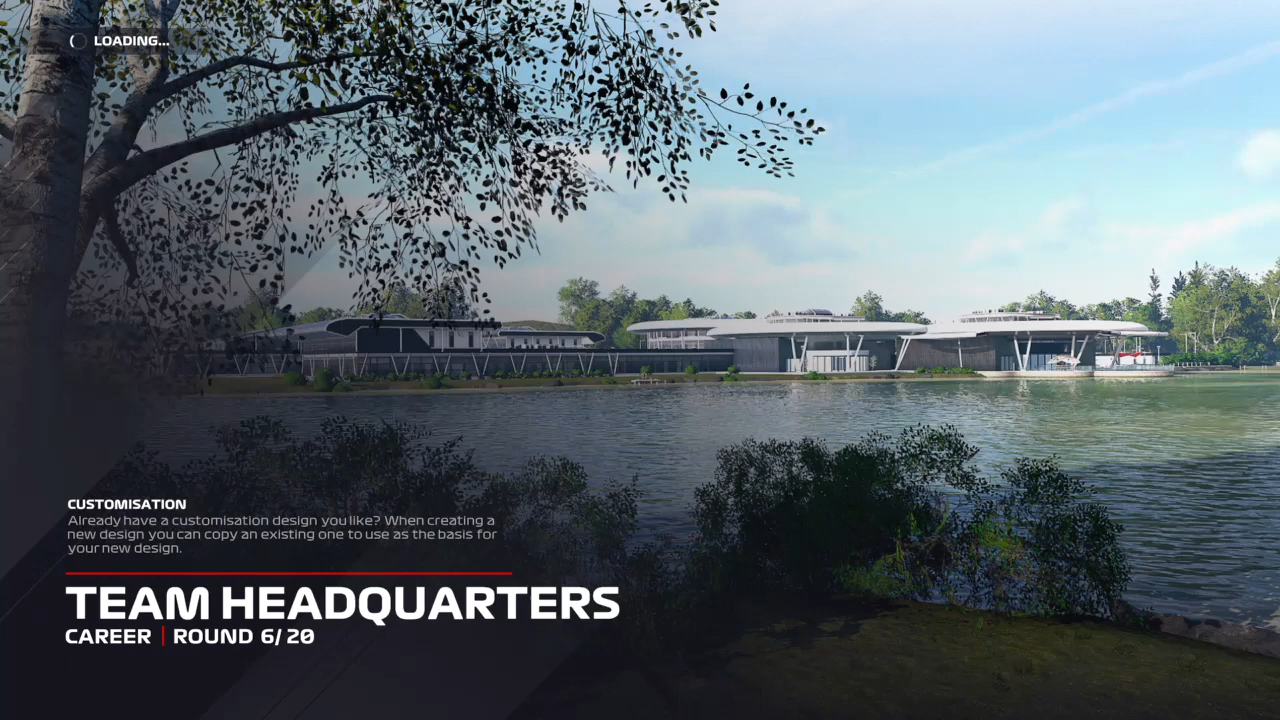 LOADING...
CUSTOMISATION
Already have a customisation design you like? When creating a
new design you can copy an existing one to use as the basis for
your new design.
TEAM HEADQUARTERS
CAREER | ROUND 6/20